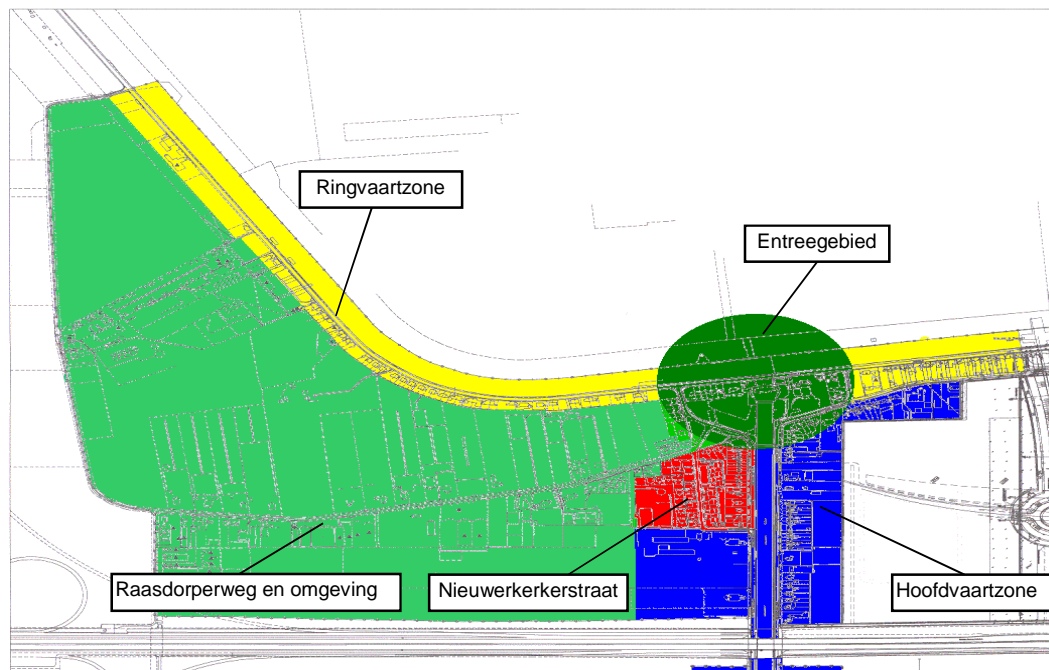 Ringvaartzone
Entreegebied
Raasdorperweg en omgeving
Nieuwerkerkerstraat
Hoofdvaartzone